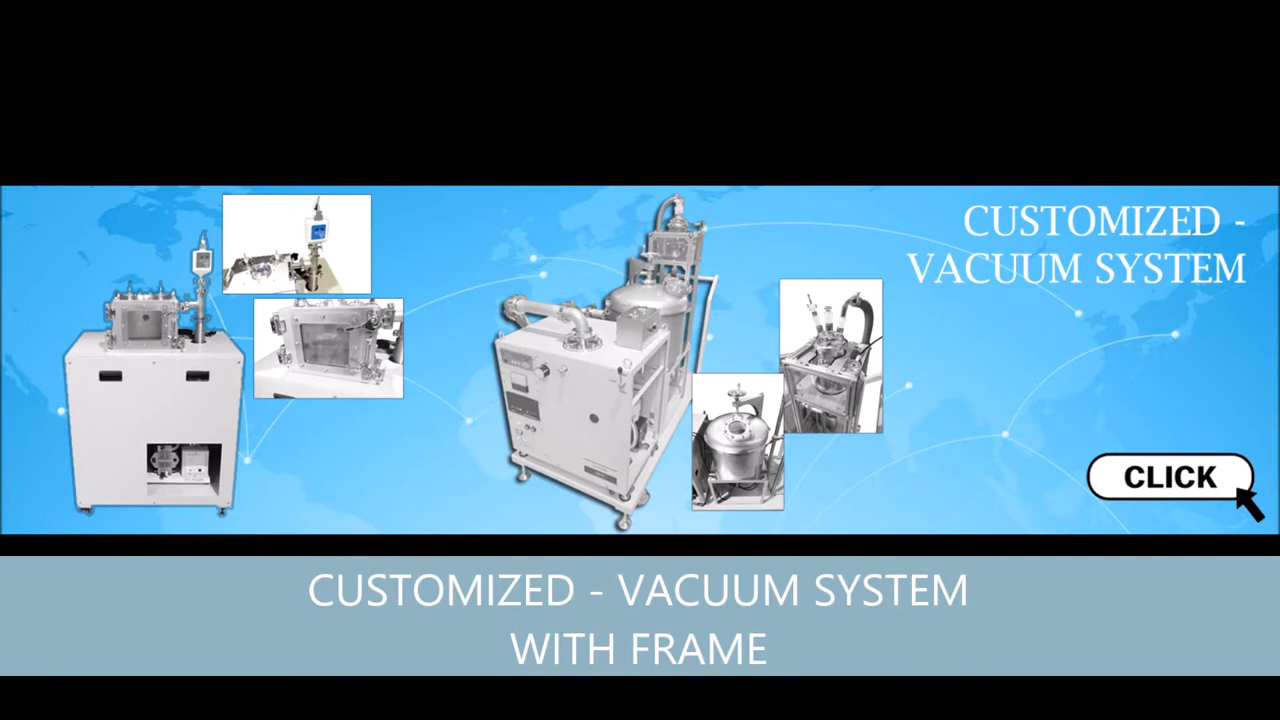 CUSTOMIZED -
VACUUM SYSTEM
CLICK
CUSTOMIZED - VACUUM SYSTEM
WITH FRAME